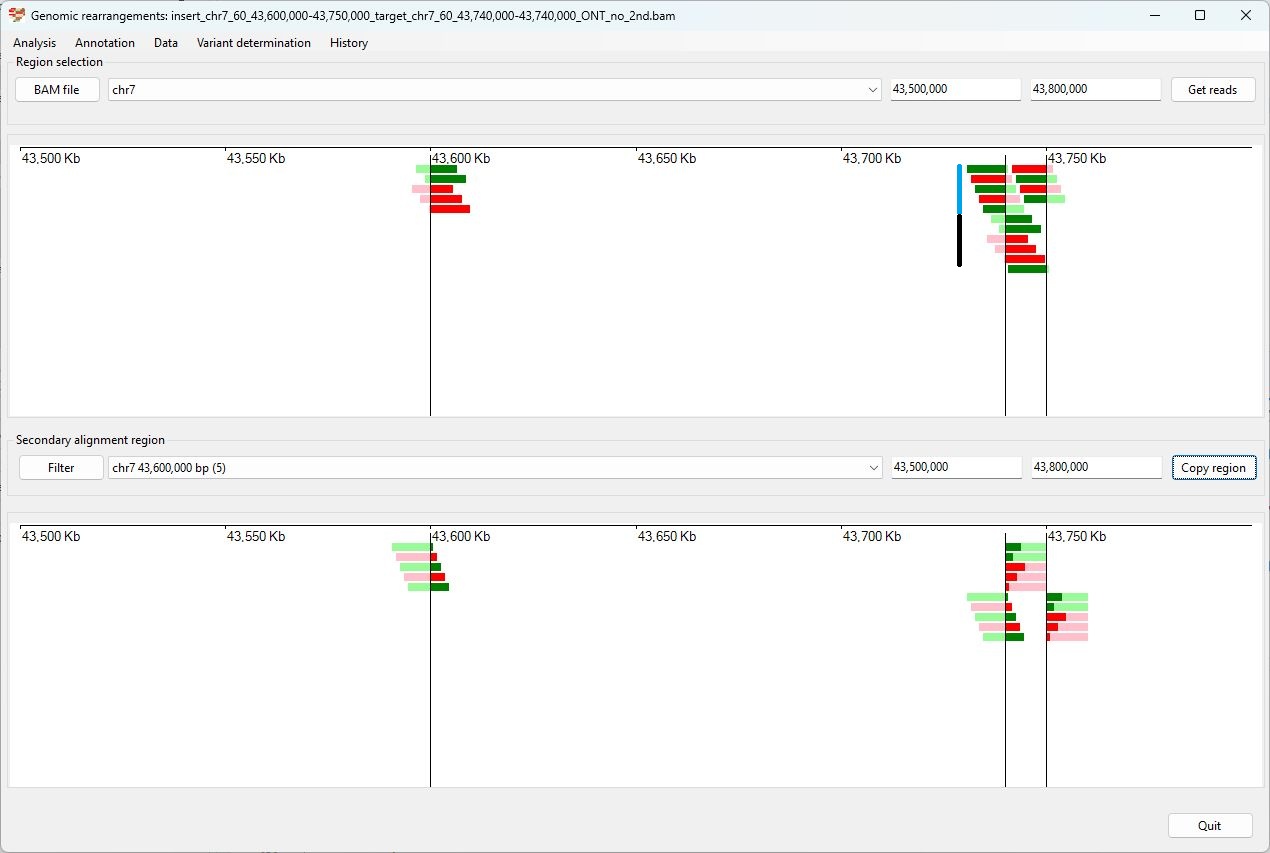 Genomic rearrangements: insert_chr7_60_43,600,000-43,750,000_target_chr7_60_43,740,000-43,740,000_ONT_no_2nd.bam
Analysis Annotation Data Variant determination History
Region selection
BAM file chr7 43,500,000 43,800,000 Get reads
43,500 Kb 43,550 Kb 43,600 Kb 43,650 Kb 43,700 Kb 43,750 Kb
Secondary alignment region
Filter chr7 43,600,000 bp (5) 43,500,000 43,800,000 Copy region
43,500 Kb 43,550 Kb 43,600 Kb 43,650 Kb 43,700 Kb 43,750 Kb
Quit